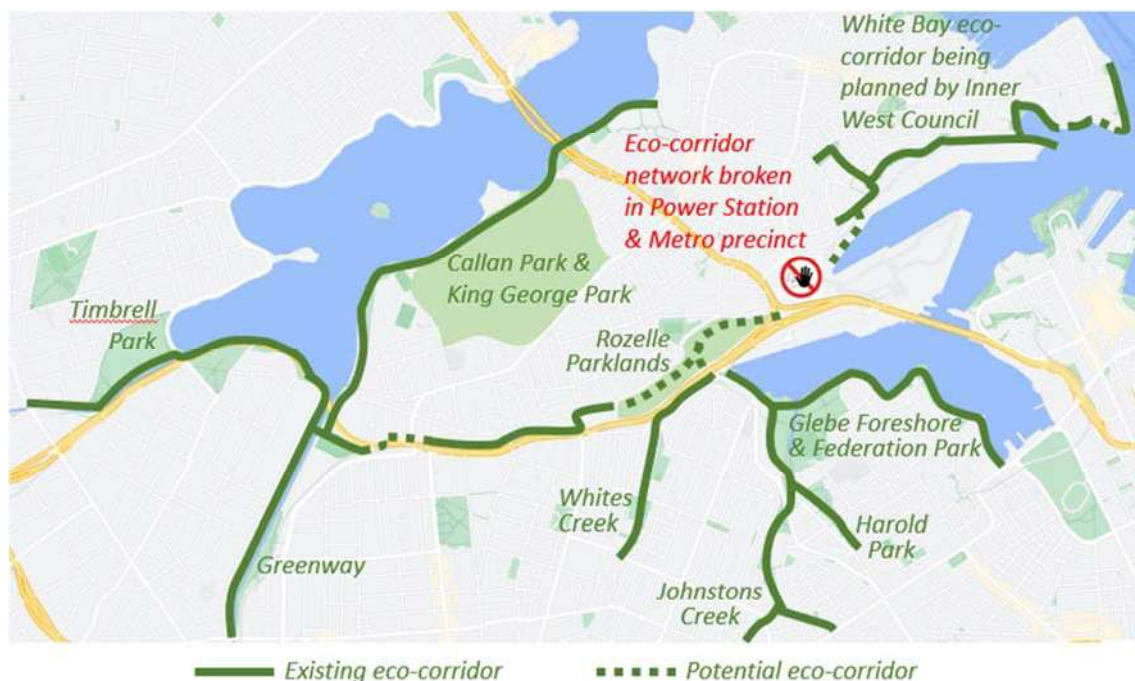 White Bay eco-
corridor being
planned by Inner
West Council
Eco-corridor
network broken
in Power Station
& Metro precinct
Callan Park &
King George Park
Timbrell
Park
Rozelle
Parklands
Glebe Foreshore
& Federation Park
Whites
Creek
Harold
Park
Greenway
Johnstons
Creek
Existing eco-corridor
Potential eco-corridor